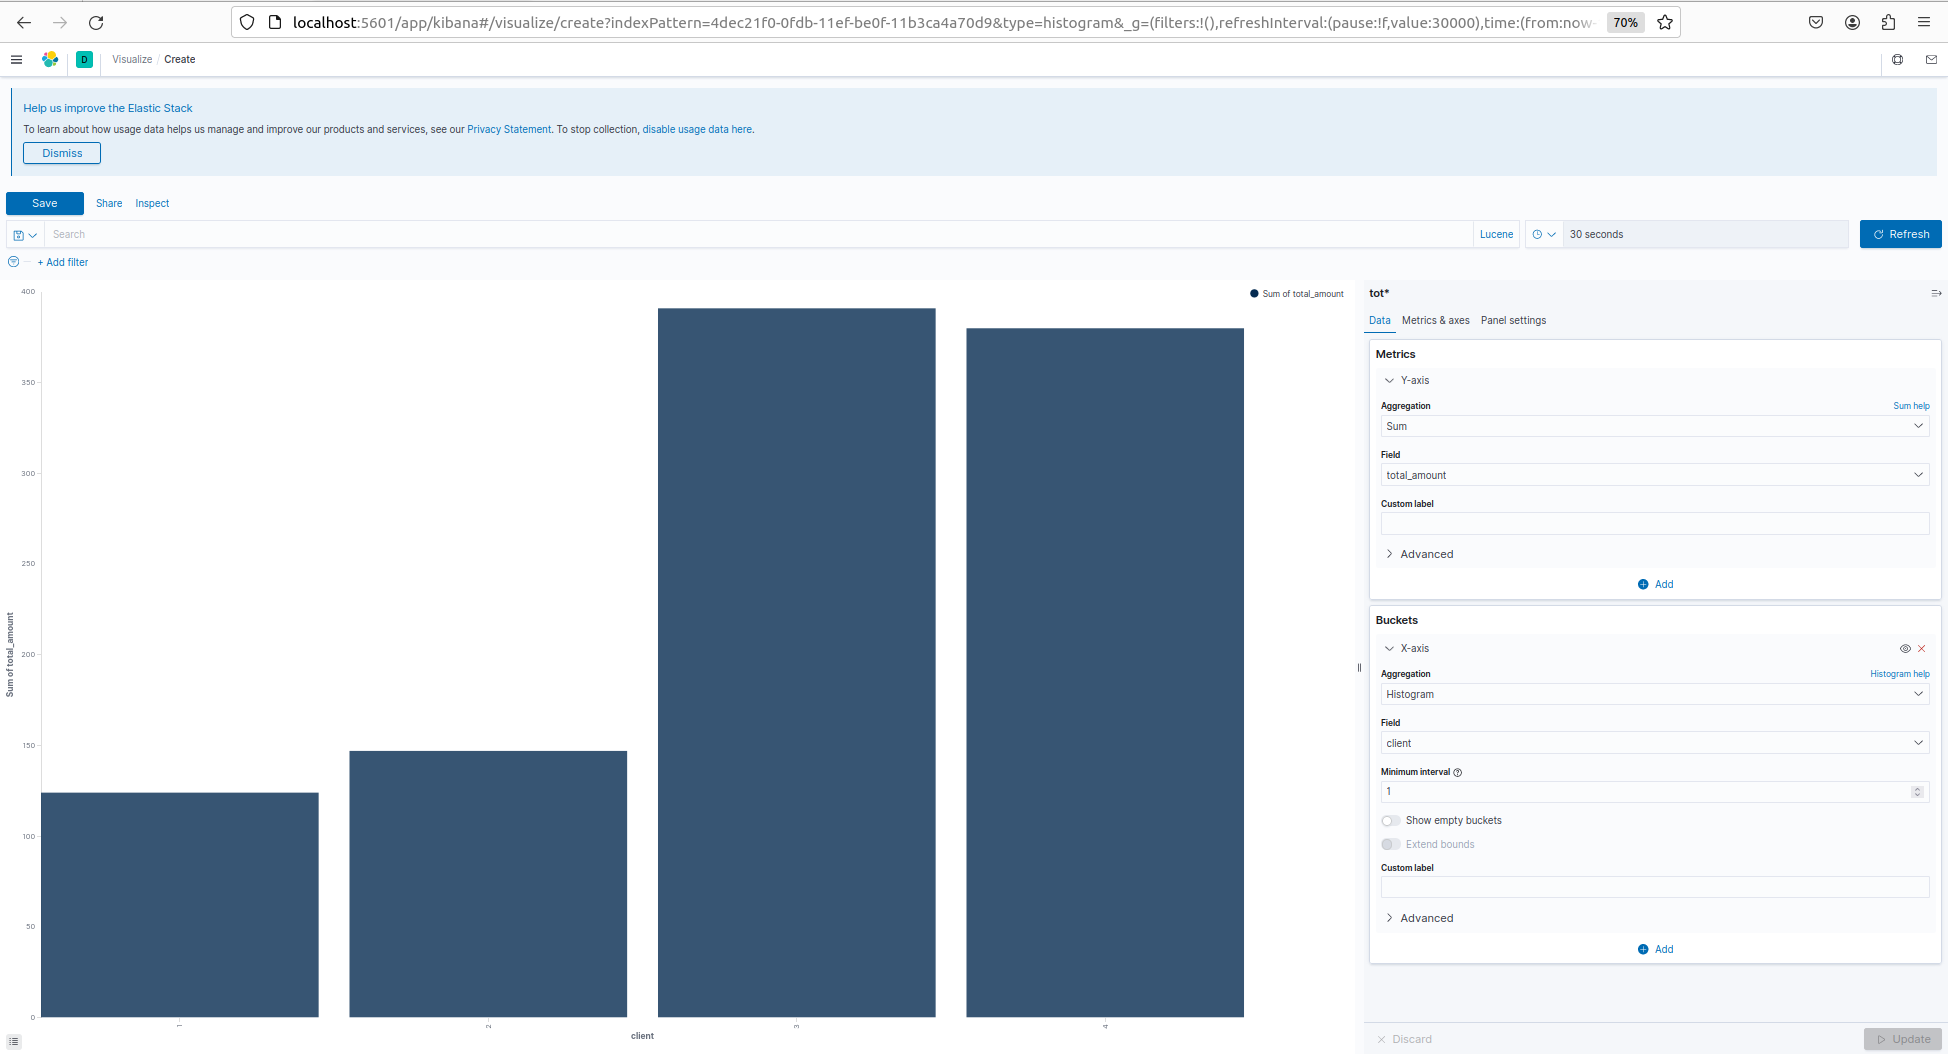 localhost:5601/app/kibana#/visualize/create?indexPattern=4dec21f0-0fdb-11ef-be0f-11b3ca4a70d9&type=histogram&_g=(filters:!(),refreshInterval:(pause:!f,value:30000),time:(from:now-
70%
D
Visualize / Create
Help us improve the Elastic Stack
To learn about how usage data helps us manage and improve our products and services, see our Privacy Statement. To stop collection, disable usage data here.
Dismiss
Save
Share
Inspect
Search
Lucene
30 seconds
Refresh
+ Add filter
400
350
300
250
200
150
100
50
0
Sum of total_amount
1
2
3
4
client
Sum of total_amount
tot*
Data
Metrics & axes
Panel settings
Metrics
Y-axis
Aggregation
Sum help
Sum
Field
total_amount
Custom label
Advanced
Add
Buckets
X-axis
Aggregation
Histogram help
Histogram
Field
client
Minimum interval
1
Show empty buckets
Extend bounds
Custom label
Advanced
Add
Discard
Update